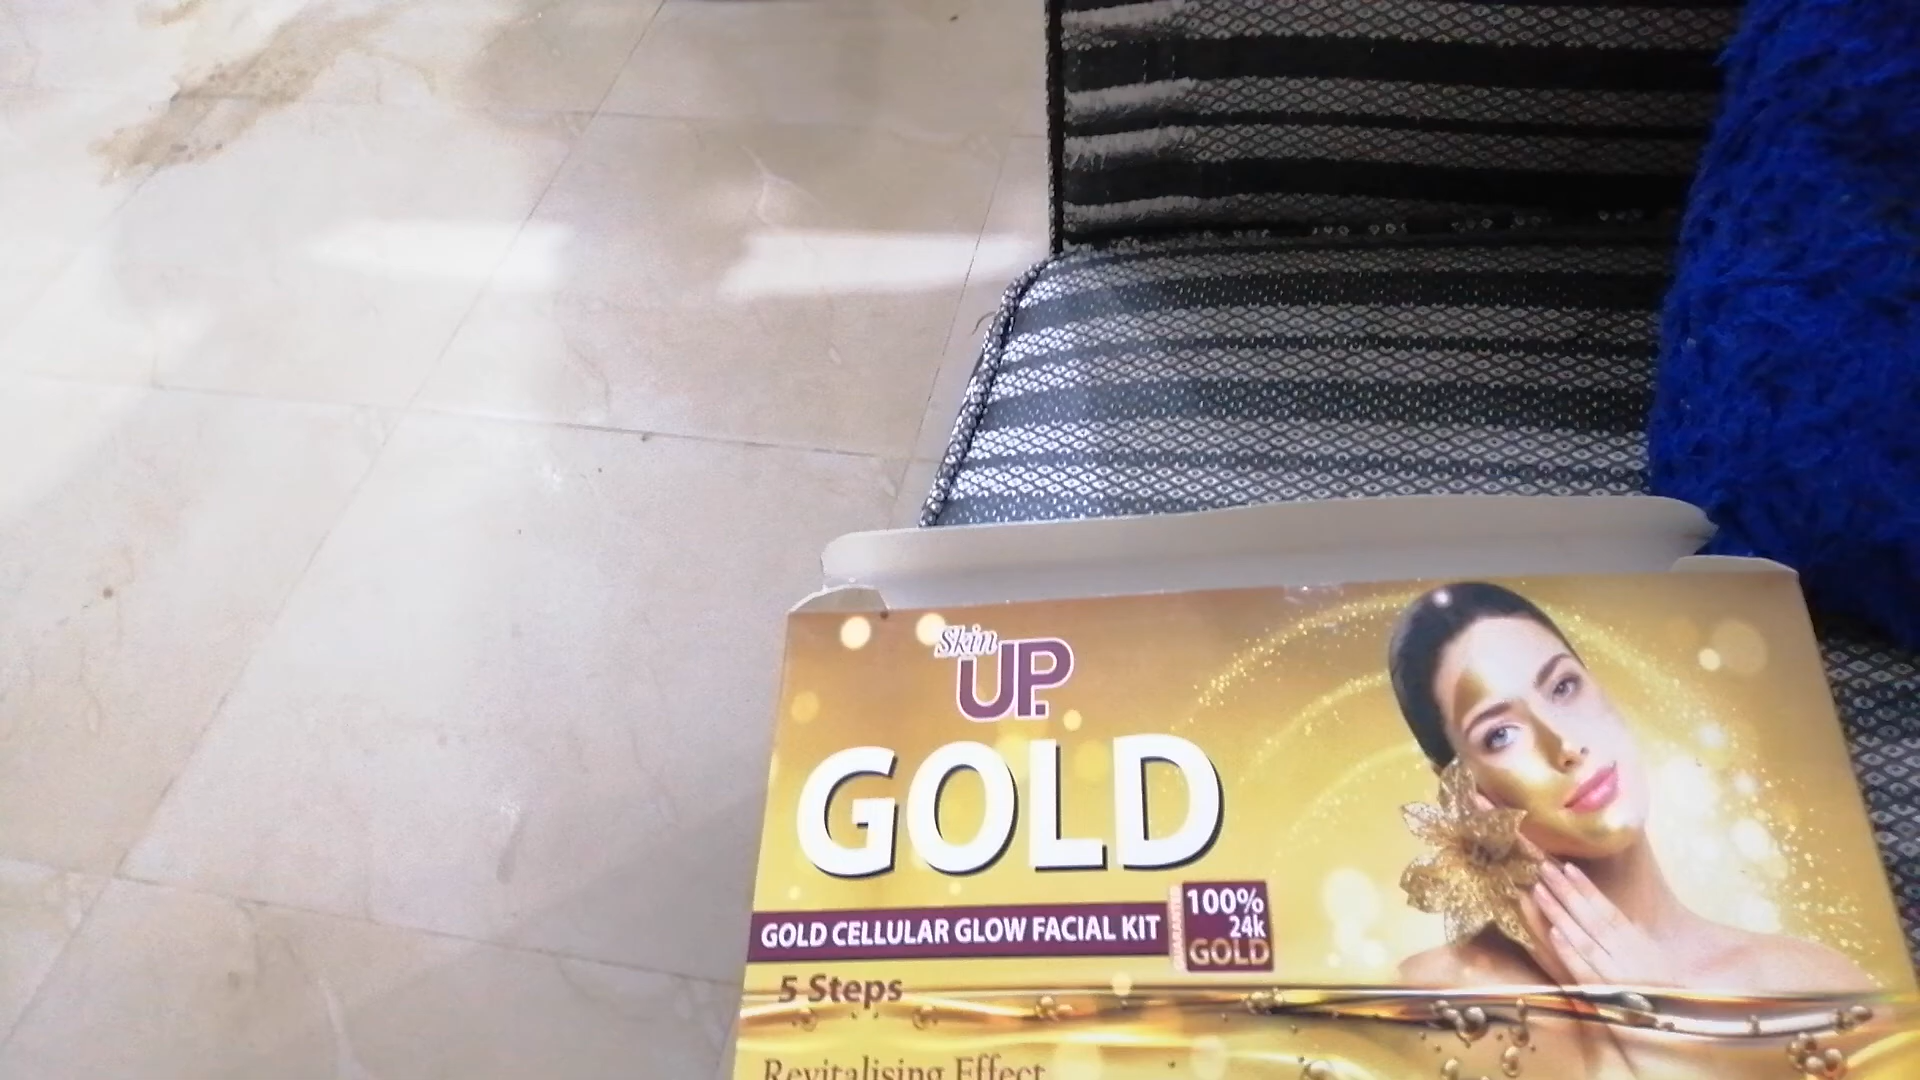 Skin
UP.
GOLD
GOLD CELLULAR GLOW FACIAL KIT
100%
24k
GOLD
5 Steps
Revitalising Effect